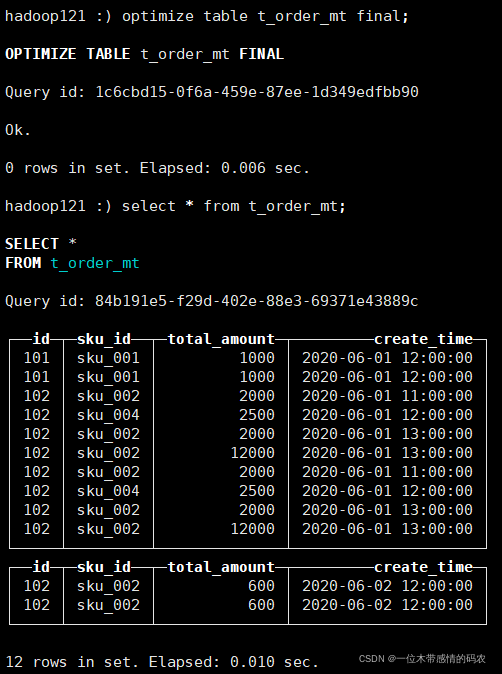 hadoop121 :) optimize table t_order_mt final;
OPTIMIZE TABLE t_order_mt FINAL
Query id: 1c6cbd15-0f6a-459e-87ee-1d349edfbb90
Ok.
0 rows in set. Elapsed: 0.006 sec.
hadoop121 :) select * from t_order_mt;
SELECT *
FROM t_order_mt
Query id: 84b191e5-f29d-402e-88e3-69371e43889c
id sku_id total_amount create_time
101 sku_001 1000 2020-06-01 12:00:00
101 sku_001 1000 2020-06-01 12:00:00
102 sku_002 2000 2020-06-01 11:00:00
102 sku_004 2500 2020-06-01 12:00:00
102 sku_002 2000 2020-06-01 13:00:00
102 sku_002 12000 2020-06-01 13:00:00
102 sku_002 2000 2020-06-01 11:00:00
102 sku_004 2500 2020-06-01 12:00:00
102 sku_002 2000 2020-06-01 13:00:00
102 sku_002 12000 2020-06-01 13:00:00
id sku_id total_amount create_time
102 sku_002 600 2020-06-02 12:00:00
102 sku_002 600 2020-06-02 12:00:00
12 rows in set. Elapsed: 0.010 sec.
CSDN @一位木带感情的码农